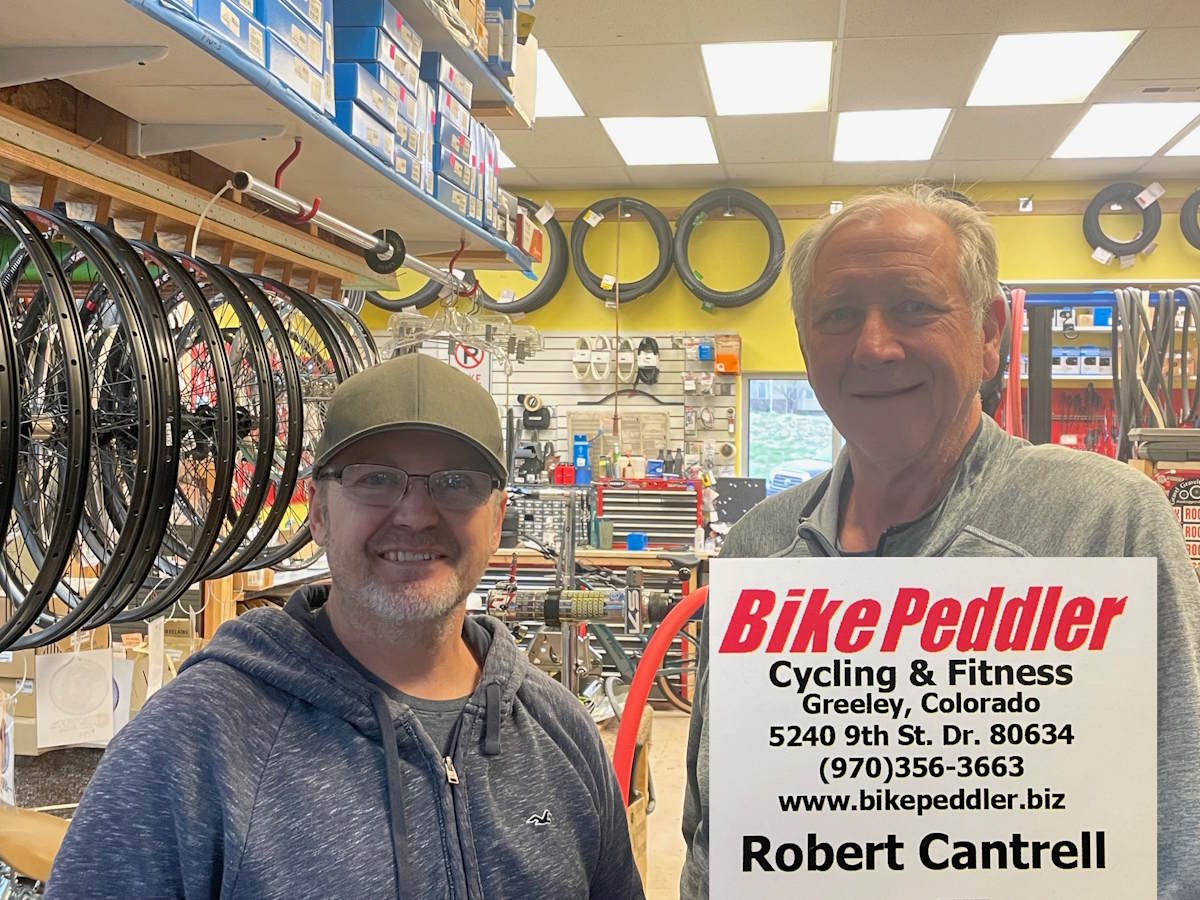 BikePeddler
Cycling & Fitness
Greeley, Colorado
5240 9th St. Dr. 80634
(970)356-3663
www.bikepeddler.biz
Robert Cantrell